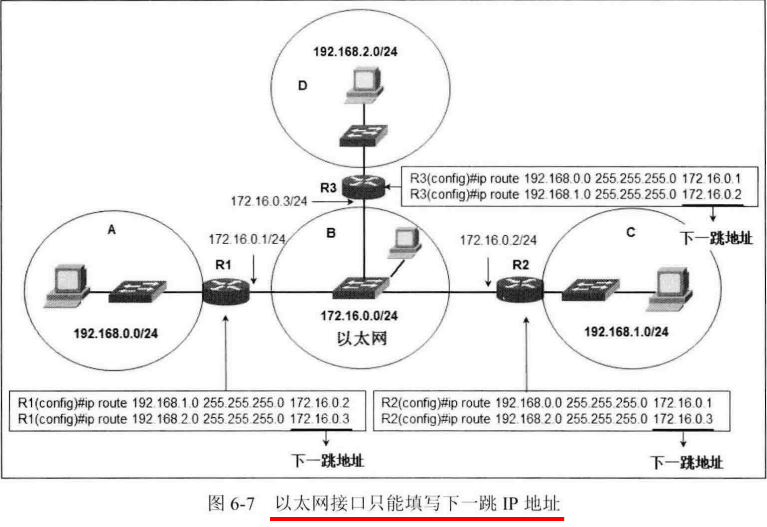 192.168.2.0/24
D
R3
R3(config)#ip route 192.168.0.0 255.255.255.0 172.16.0.1
R3(config)#ip route 192.168.1.0 255.255.255.0 172.16.0.2
172.16.0.3/24
下一跳地址
A
172.16.0.1/24
B
172.16.0.2/24
C
R1
R2
192.168.0.0/24
172.16.0.0/24
以太网
192.168.1.0/24
R1(config)#ip route 192.168.1.0 255.255.255.0 172.16.0.2
R1(config)#ip route 192.168.2.0 255.255.255.0 172.16.0.3
下一跳地址
R2(config)#ip route 192.168.0.0 255.255.255.0 172.16.0.1
R2(config)#ip route 192.168.2.0 255.255.255.0 172.16.0.3
下一跳地址
图 6-7 以太网接口只能填写下一跳 IP 地址